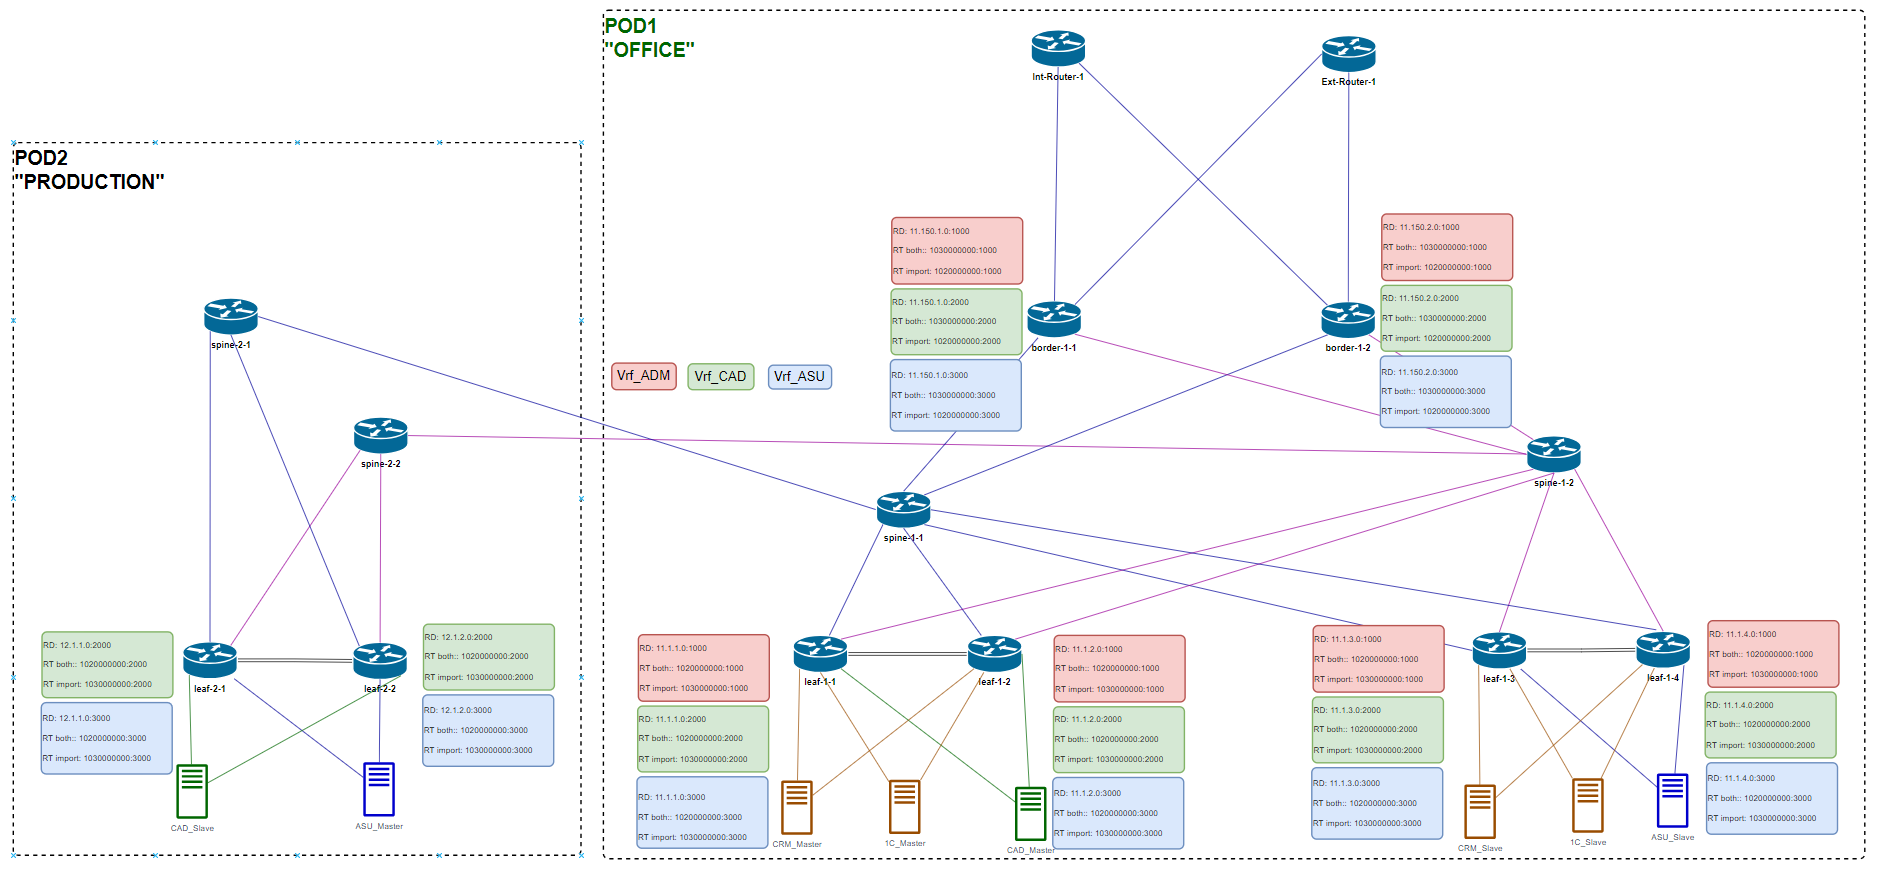 POD1
"OFFICE"
Int-Router-1
Ext-Router-1
POD2
"PRODUCTION"
RD: 11.150.1.0:1000
RT both:: 1030000000:1000
RT import: 1020000000:1000
RD: 11.150.2.0:1000
RT both:: 1030000000:1000
RT import: 1020000000:1000
RD: 11.150.1.0:2000
RT both:: 1030000000:2000
RT import: 1020000000:2000
RD: 11.150.2.0:2000
RT both:: 1030000000:2000
RT import: 1020000000:2000
spine-2-1
border-1-1
border-1-2
Vrf_ADM
Vrf_CAD
Vrf_ASU
RD: 11.150.1.0:3000
RT both:: 1030000000:3000
RT import: 1020000000:3000
RD: 11.150.2.0:3000
RT both:: 1030000000:3000
RT import: 1020000000:3000
spine-2-2
spine-1-2
spine-1-1
RD: 12.1.1.0:2000
RT both:: 1020000000:2000
RT import: 1030000000:2000
leaf-2-1
leaf-2-2
RD: 12.1.2.0:2000
RT both:: 1020000000:2000
RT import: 1030000000:2000
RD: 12.1.1.0:3000
RT both:: 1020000000:3000
RT import: 1030000000:3000
RD: 12.1.2.0:3000
RT both:: 1020000000:3000
RT import: 1030000000:3000
CAD_Slave
ASU_Master
RD: 11.1.1.0:1000
RT both:: 1020000000:1000
RT import: 1030000000:1000
leaf-1-1
leaf-1-2
RD: 11.1.2.0:1000
RT both:: 1020000000:1000
RT import: 1030000000:1000
RD: 11.1.1.0:2000
RT both:: 1020000000:2000
RT import: 1030000000:2000
RD: 11.1.2.0:2000
RT both:: 1020000000:2000
RT import: 1030000000:2000
RD: 11.1.1.0:3000
RT both:: 1020000000:3000
RT import: 1030000000:3000
RD: 11.1.2.0:3000
RT both:: 1020000000:3000
RT import: 1030000000:3000
CRM_Master
1C_Master
CAD_Master
RD: 11.1.3.0:1000
RT both:: 1020000000:1000
RT import: 1030000000:1000
leaf-1-3
leaf-1-4
RD: 11.1.4.0:1000
RT both:: 1020000000:1000
RT import: 1030000000:1000
RD: 11.1.3.0:2000
RT both:: 1020000000:2000
RT import: 1030000000:2000
RD: 11.1.4.0:2000
RT both:: 1020000000:2000
RT import: 1030000000:2000
RD: 11.1.3.0:3000
RT both:: 1020000000:3000
RT import: 1030000000:3000
RD: 11.1.4.0:3000
RT both:: 1020000000:3000
RT import: 1030000000:3000
CRM_Slave
1C_Slave
ASU_Slave